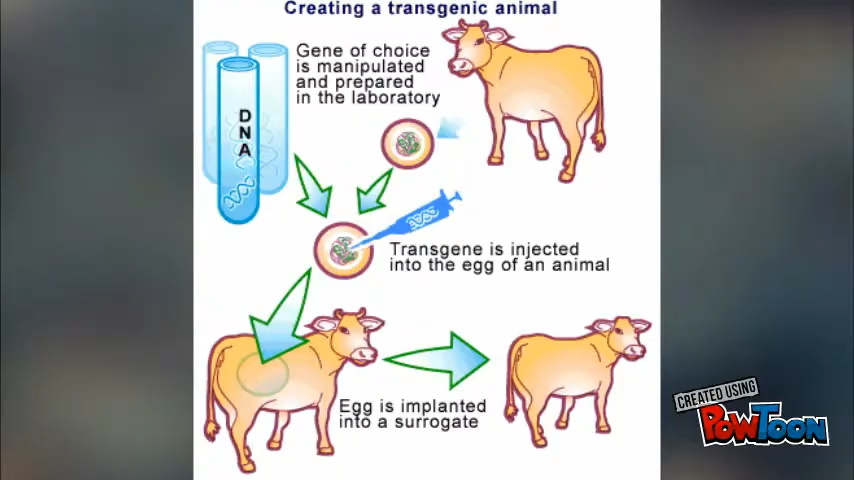 Creating a transgenic animal
Gene of choice
is manipulated
and prepared
in the laboratory
DNA
Transgene is injected
into the egg of an animal
Egg is implanted
into a surrogate
CREATED USING
POWTOON